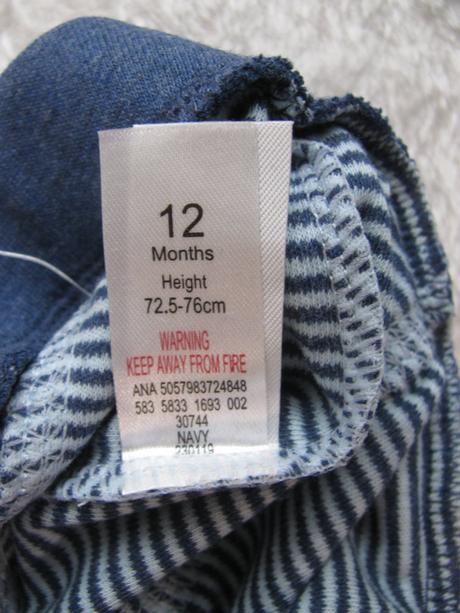 12
Months
Height
72.5-76cm
WARNING
KEEP AWAY FROM FIRE
ANA 5057983724848
583 5833 1693 002
30744
NAVY
230119